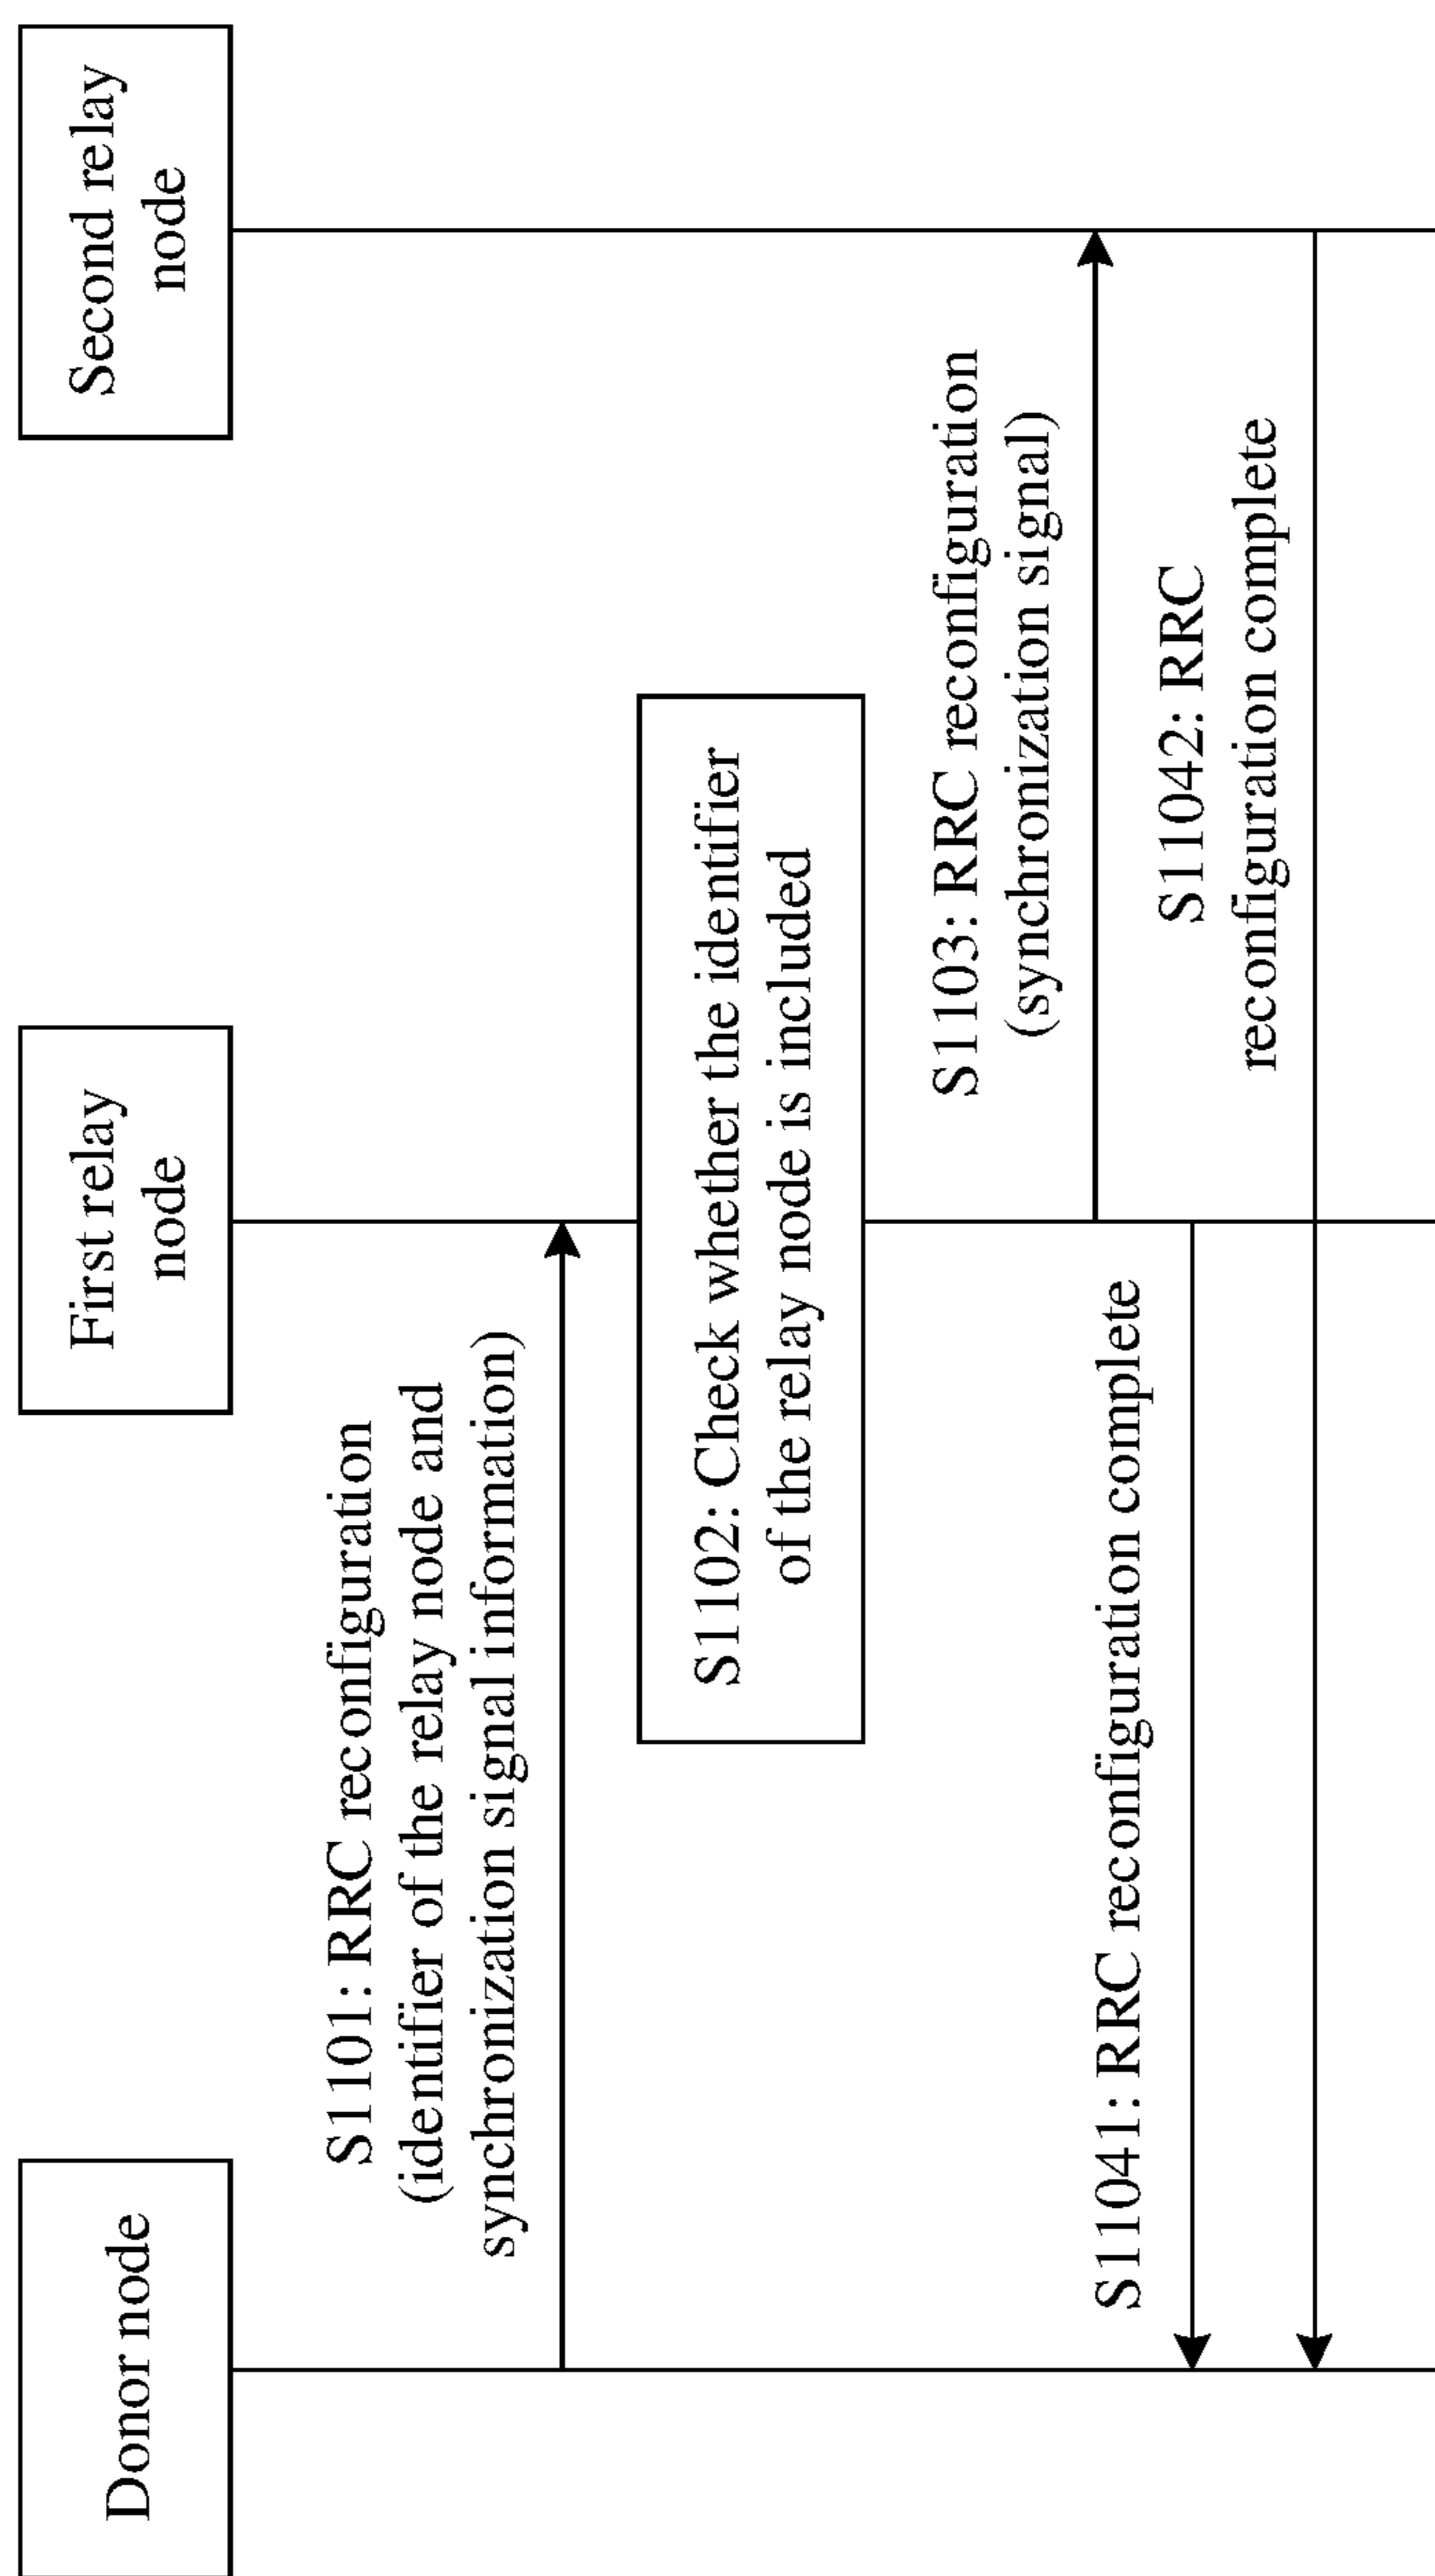 Donor node
First relay
node
Second relay
node
S1101: RRC reconfiguration
(identifier of the relay node and
synchronization signal information)
S1102: Check whether the identifier
of the relay node is included
S1103: RRC reconfiguration
(synchronization signal)
S11041: RRC reconfiguration complete
S11042: RRC
reconfiguration complete